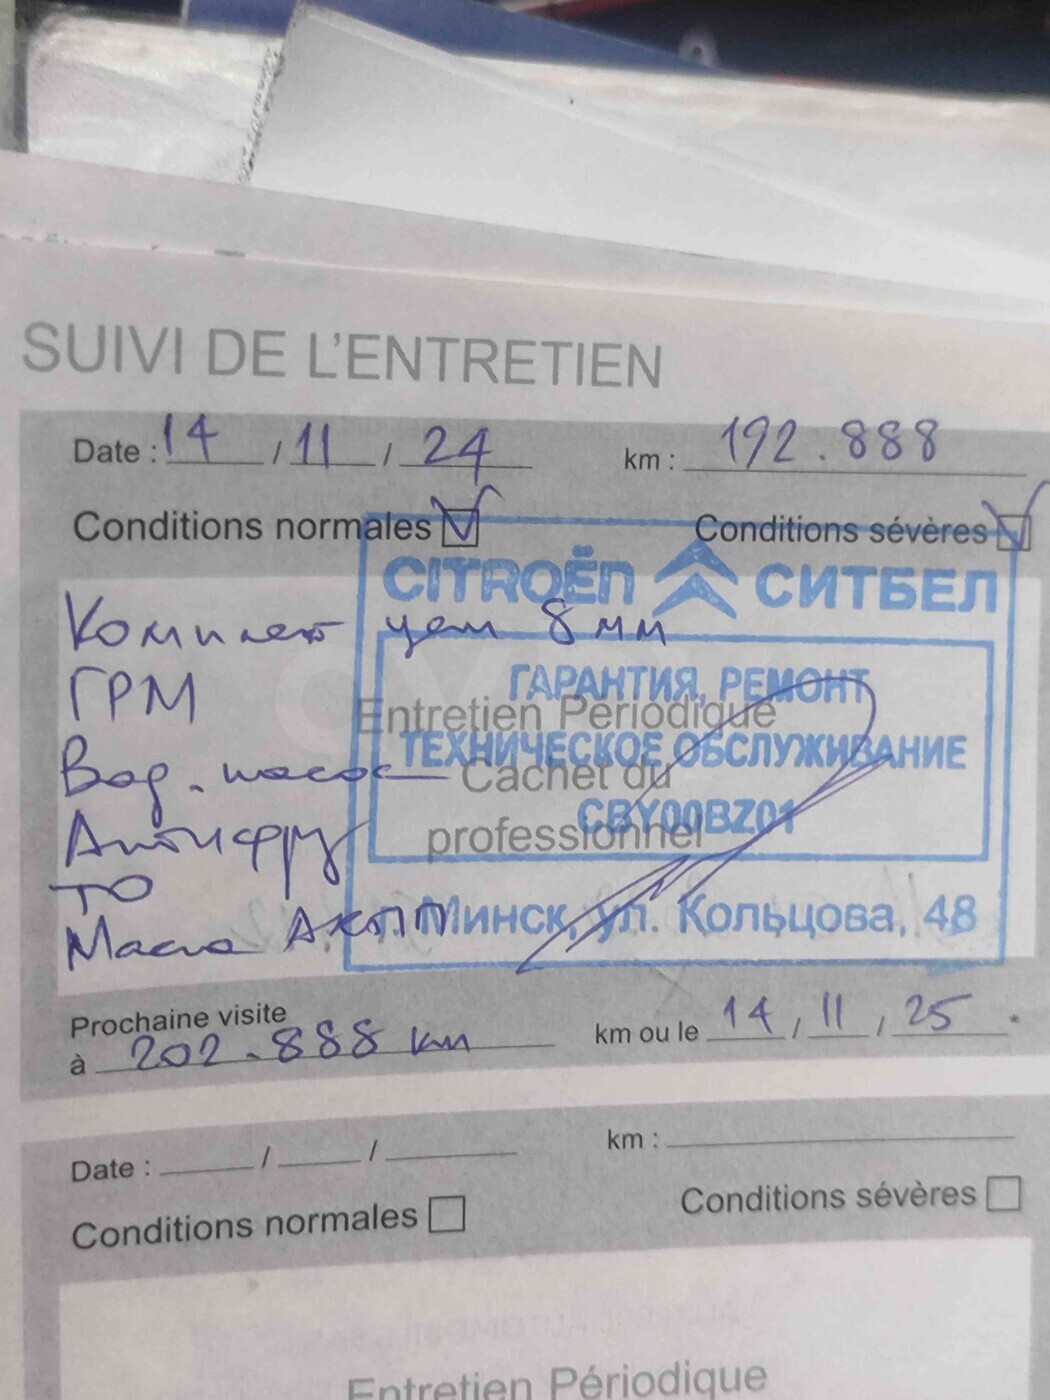 SUIVI DE L'ENTRETIEN
Date : 14 / 11 / 24 km : 192.888
Conditions normales Conditions sévères
CITROËN СИТБЕЛ
Комплект цеп 8 мм
ГРМ
ГАРАНТИЯ, РЕМОНТ
Entretien Périodique
ТЕХНИЧЕСКОЕ ОБСЛУЖИВАНИЕ
Вод. насос
Cachet du
CBY00BZ01
professionnel
Антифриз
ТО
Масло АКПП
г. Минск, ул. Кольцова, 48
Prochaine visite
à 202.888 km km ou le 14 / 11 / 25
Date : / / km :
Conditions normales Conditions sévères
Entretien Périodique